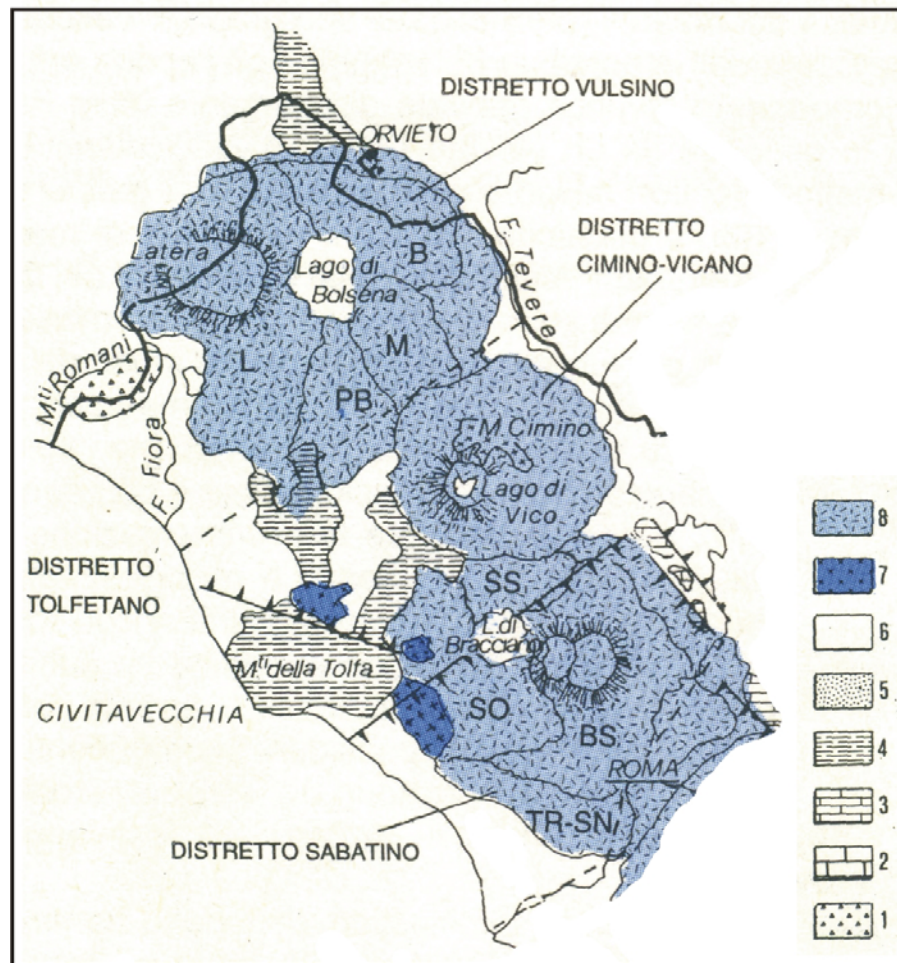 DISTRETTO VULSINO
ORVIETO
DISTRETTO
CIMINO-VICANO
F. Tevere
Latera
Lago di
Bolsena
B
M
L
PB
Mti Romani
F. Fiora
M. Cimino
Lago di
Vico
DISTRETTO
TOLFETANO
SS
L. di
Bracciano
Mti della Tolfa
CIVITAVECCHIA
SO
BS
ROMA
TR-SN
DISTRETTO SABATINO
8
7
6
5
4
3
2
1